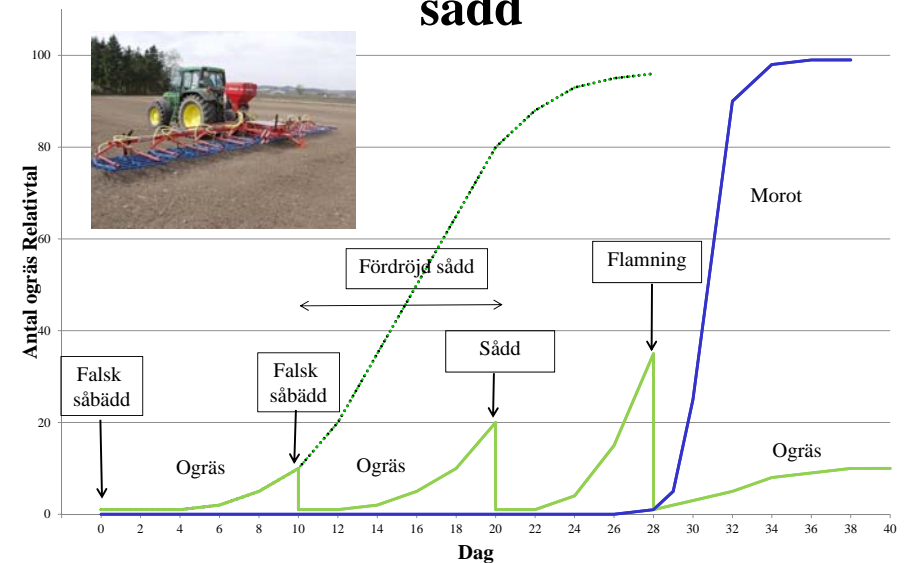 sådd
100
80
60
40
20
0
Antal ogräs Relativtal
Morot
Fördröjd sådd
Flamning
Sådd
Falsk
såbädd
Falsk
såbädd
Ogräs
Ogräs
Ogräs
0 2 4 6 8 10 12 14 16 18 20 22 24 26 28 30 32 34 36 38 40
Dag